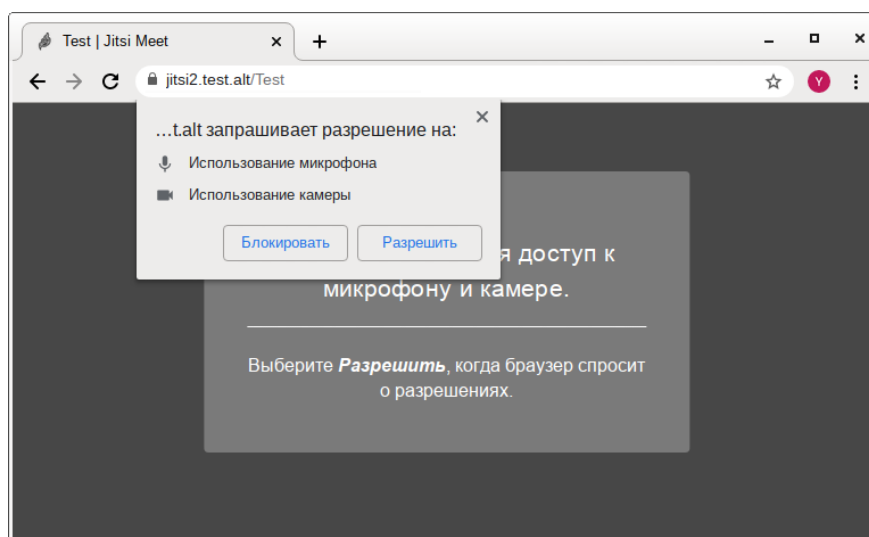 Test | Jitsi Meet
jitsi2.test.alt/Test
Y
...t.alt запрашивает разрешение на:
Использование микрофона
Использование камеры
Блокировать
Разрешить
доступ к
микрофону и камере.
Выберите Разрешить, когда браузер спросит
о разрешениях.